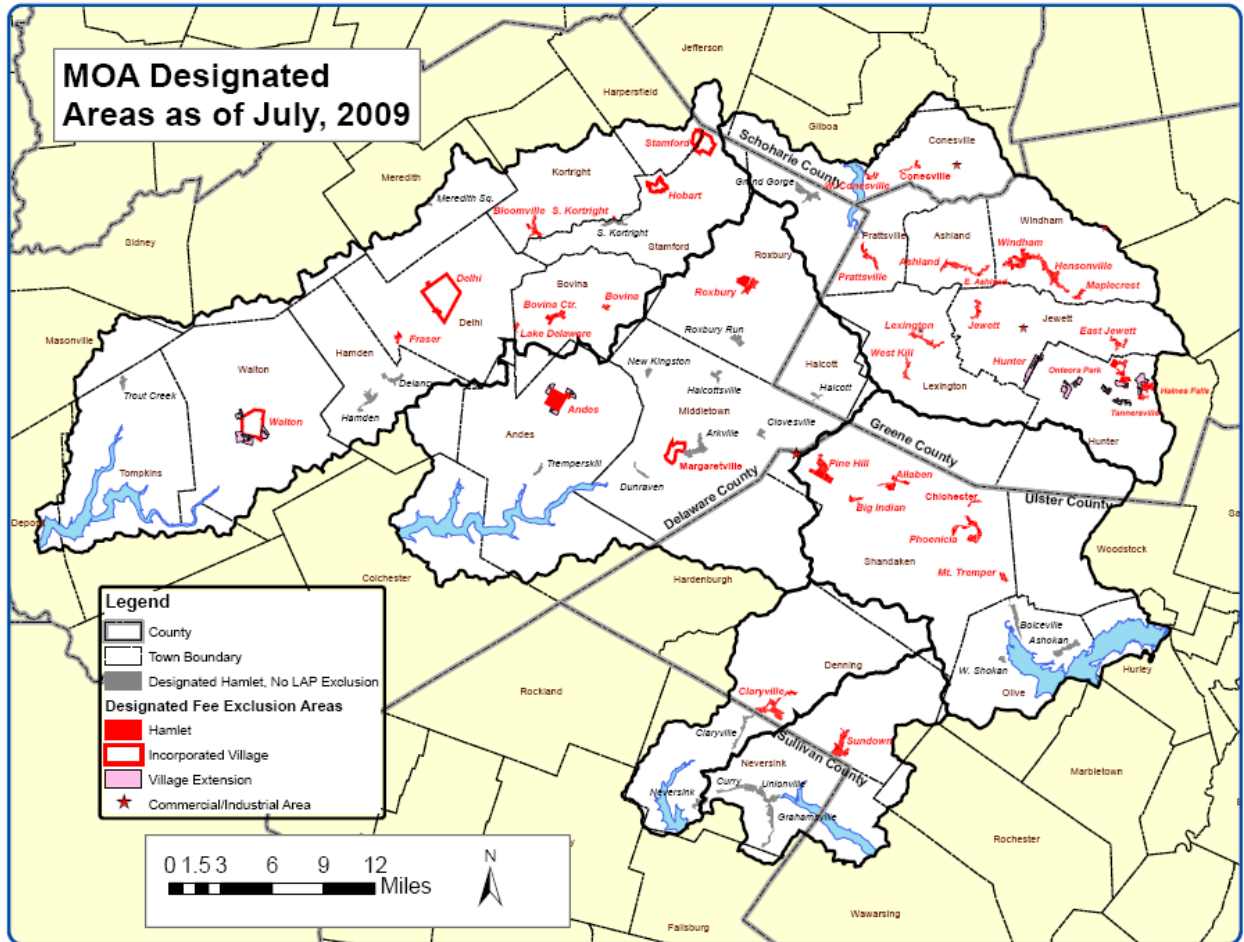 MOA Designated
Areas as of July, 2009
Jefferson
Harpersfield
Gilboa
Conesville
Stamford
Schoharie County
Meredith
Kortright
Grand Gorge
W. Conesville
Conesville
Meredith Sq.
Hobart
Bloomville
S. Kortright
S. Kortright
Sidney
Stamford
Roxbury
Prattsville
Ashland
Windham
Windham
Prattsville
Ashland
E. Ashland
Hensonville
Maplecrest
Delhi
Bovina
Bovina Ctr.
Bovina
Roxbury
Lake Delaware
Delhi
Fraser
Roxbury Run
Lexington
Jewett
Jewett
East Jewett
Masonville
Hamden
Walton
West Kill
Hunter
Onteora Park
New Kingston
Halcott
Trout Creek
Halcottsville
Halcott
Lexington
Haines Falls
Tannersville
Hamden
Andes
Middletown
Walton
Andes
Arkville
Clovesville
Greene County
Hunter
Margaretville
Tremperskill
Dunraven
Pine Hill
Allaben
Tompkins
Delaware County
Big Indian
Chichester
Ulster County
Phoenicia
Woodstock
Shandaken
Colchester
Hardenburgh
Mt. Tremper
Boiceville
Ashokan
W. Shokan
Hurley
Olive
Denning
Rockland
Claryville
Claryville
Sundown
Sullivan County
Neversink
Marbletown
Neversink
Curry
Unionville
Grahamsville
Rochester
Wawarsing
Fallsburg
Legend
County
Town Boundary
Designated Hamlet, No LAP Exclusion
Designated Fee Exclusion Areas
Hamlet
Incorporated Village
Village Extension
Commercial/Industrial Area
0 1.5 3 6 9 12
Miles
N